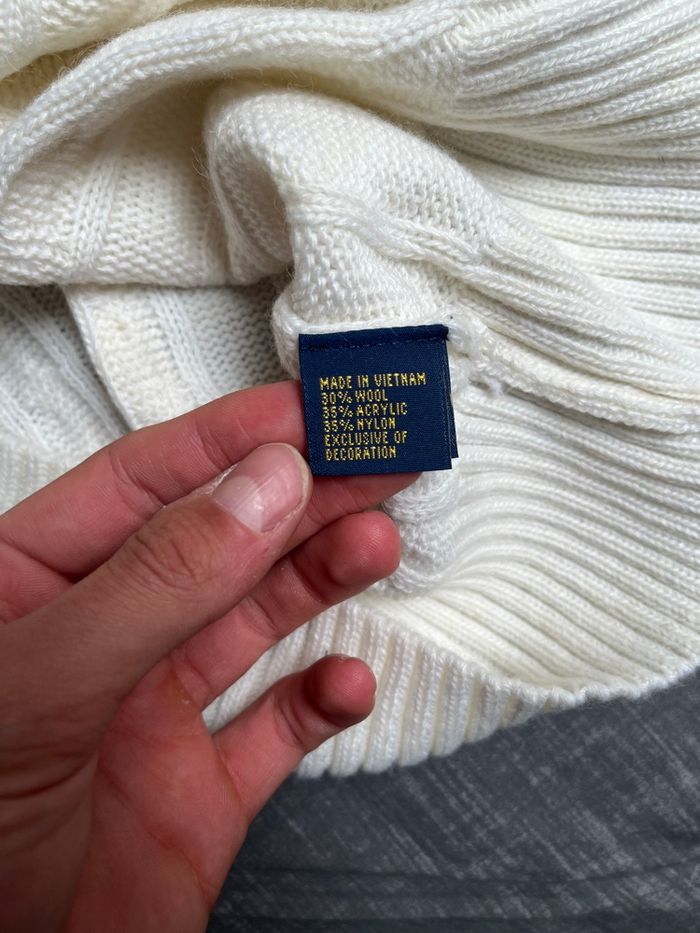 MADE IN VIETNAM
30% WOOL
35% ACRYLIC
35% NYLON
EXCLUSIVE OF
DECORATION